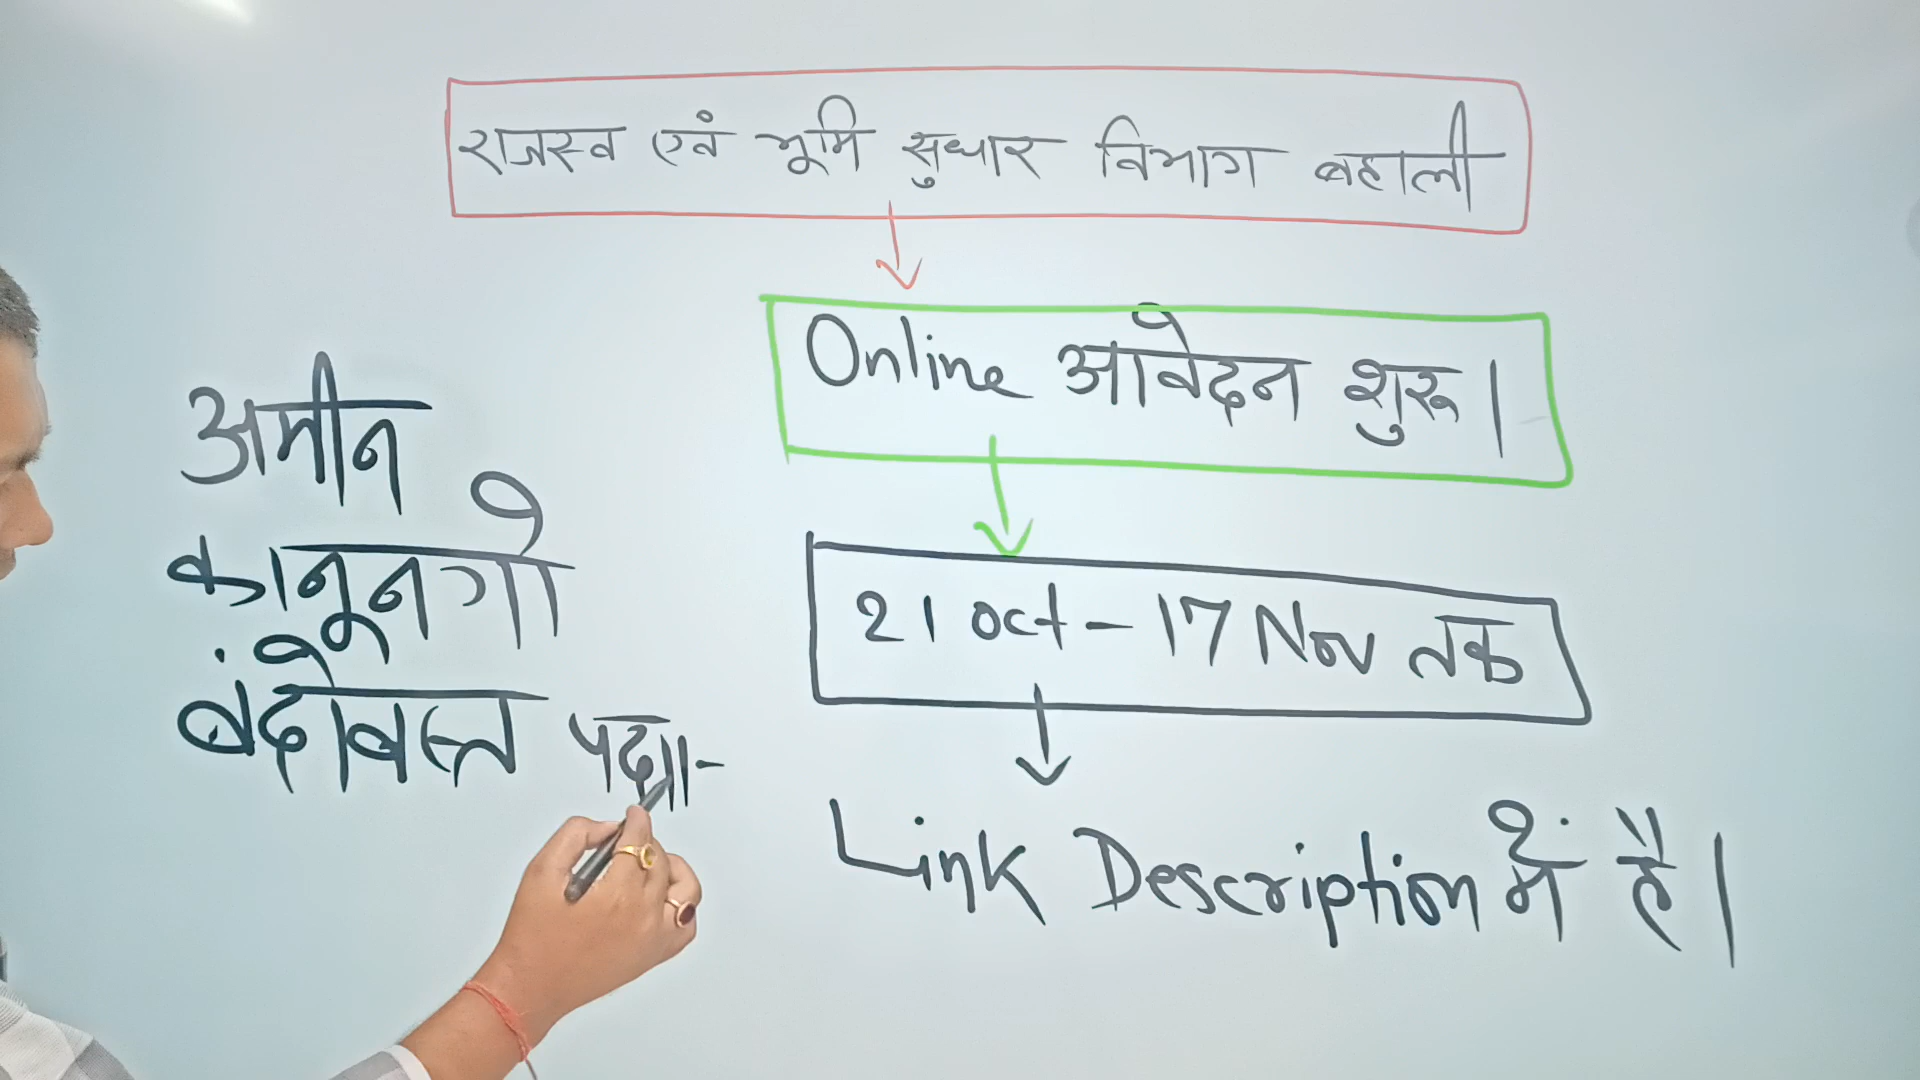 राजस्व एवं भूमि सुधार विभाग बहाली
Online आवेदन शुरू।
21 oct - 17 Nov तक
Link Description में है।
अमीन
कानूनगो
बंदोबस्त पदा।-